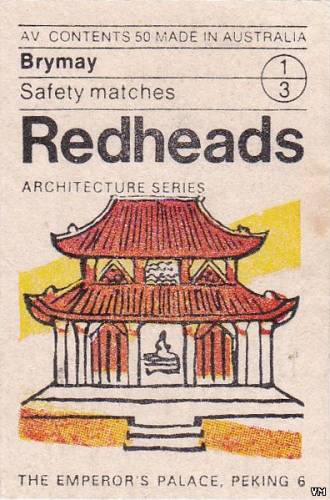 AV CONTENTS 50 MADE IN AUSTRALIA
Brymay
1
3
Safety matches
Redheads
ARCHITECTURE SERIES
THE EMPEROR'S PALACE, PEKING 6
VM